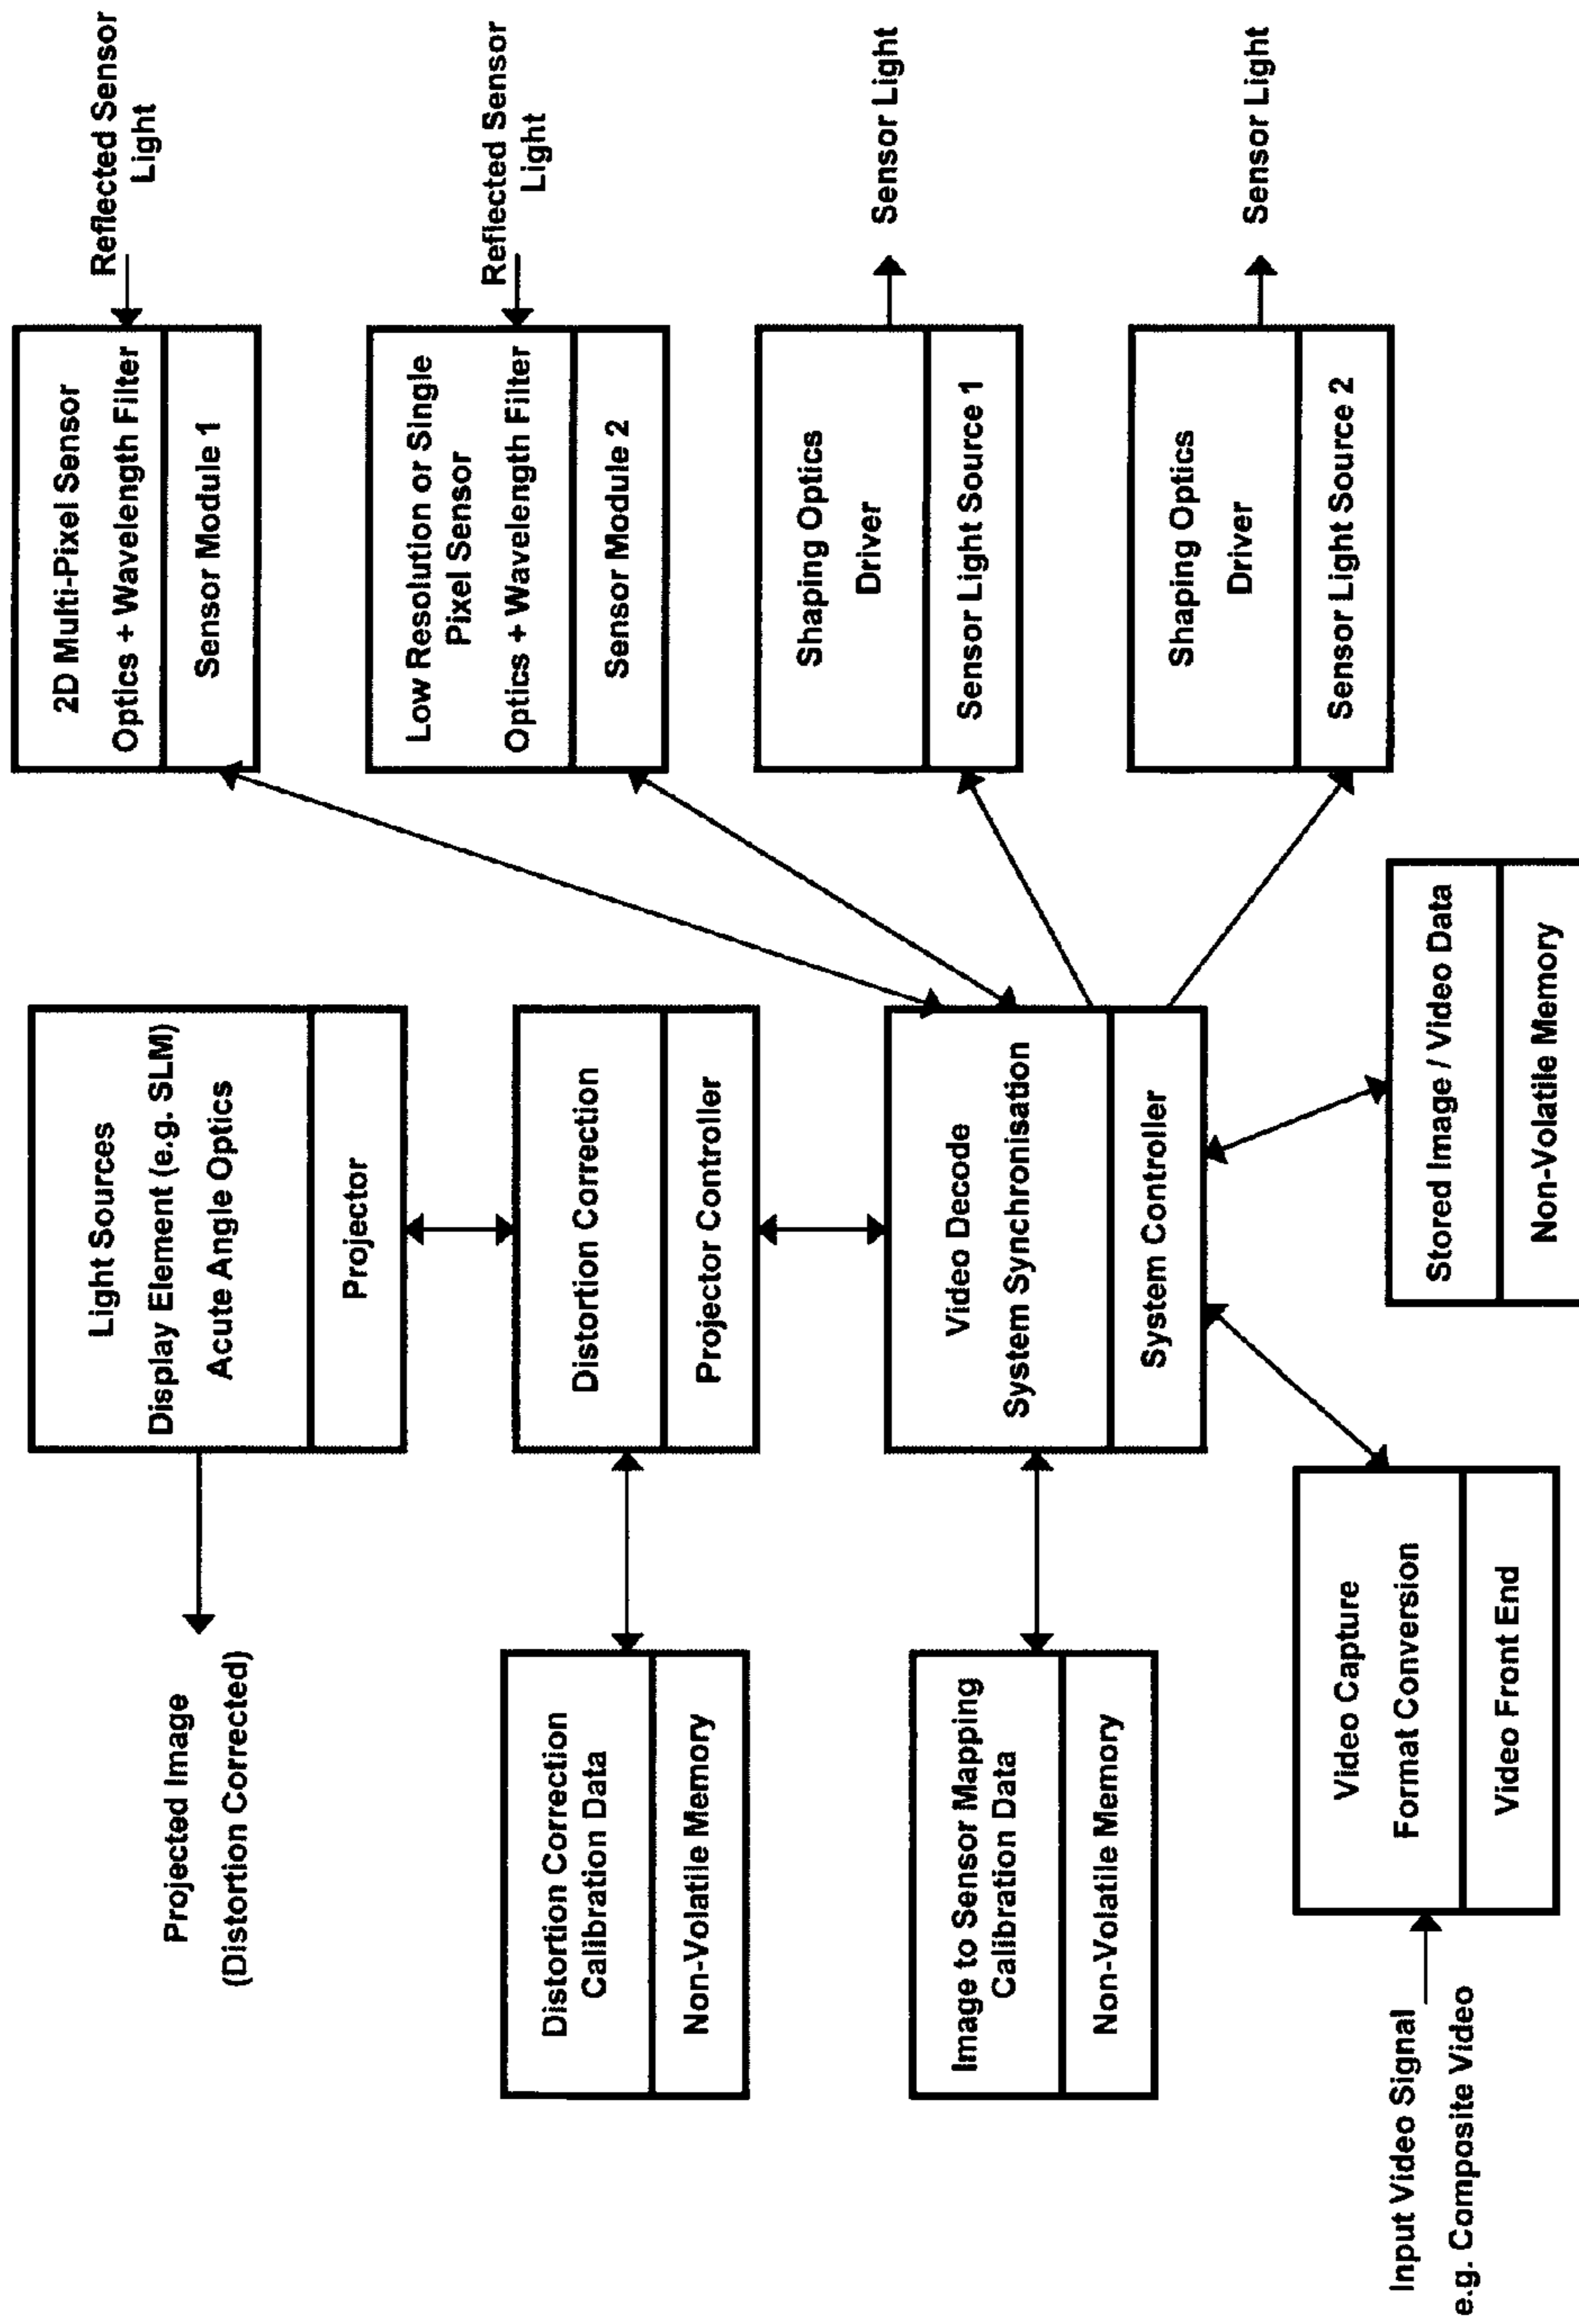 Reflected Sensor
Light
2D Multi-Pixel Sensor
Optics + Wavelength Filter
Sensor Module 1
Light Sources
Display Element (e.g. SLM)
Acute Angle Optics
Projector
Projected Image
(Distortion Corrected)
Reflected Sensor
Light
Low Resolution or Single
Pixel Sensor
Optics + Wavelength Filter
Sensor Module 2
Distortion Correction
Projector Controller
Distortion Correction
Calibration Data
Non-Volatile Memory
Sensor Light
Shaping Optics
Driver
Sensor Light Source 1
Video Decode
System Synchronisation
System Controller
Image to Sensor Mapping
Calibration Data
Non-Volatile Memory
Sensor Light
Shaping Optics
Driver
Sensor Light Source 2
Stored Image / Video Data
Non-Volatile Memory
Video Capture
Format Conversion
Video Front End
Input Video Signal
e.g. Composite Video